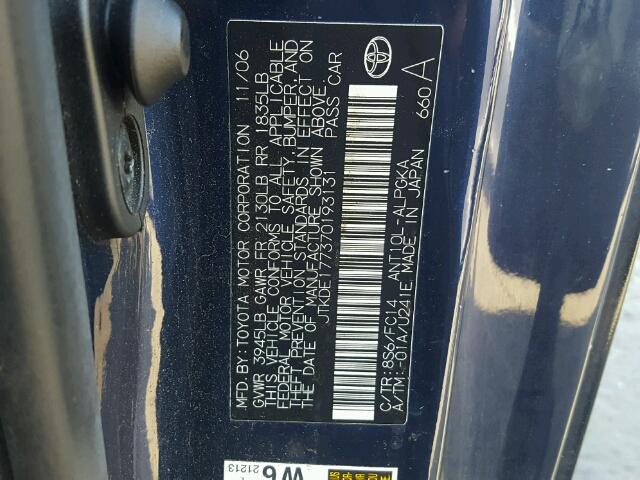 MFD. BY: TOYOTA MOTOR CORPORATION 11/06
GVWR 3945LB GAWR FR 2130LB RR 1835LB
THIS VEHICLE CONFORMS TO ALL APPLICABLE
FEDERAL MOTOR VEHICLE SAFETY, BUMPER, AND
THEFT PREVENTION STANDARDS IN EFFECT ON
THE DATE OF MANUFACTURE SHOWN ABOVE.
JTKDE177370193131 PASS CAR
C/TR: 8S6/FC14 ANT10L-ALPGKA 660 A
A/TM: -01A/U241E MADE IN JAPAN
W6
21213